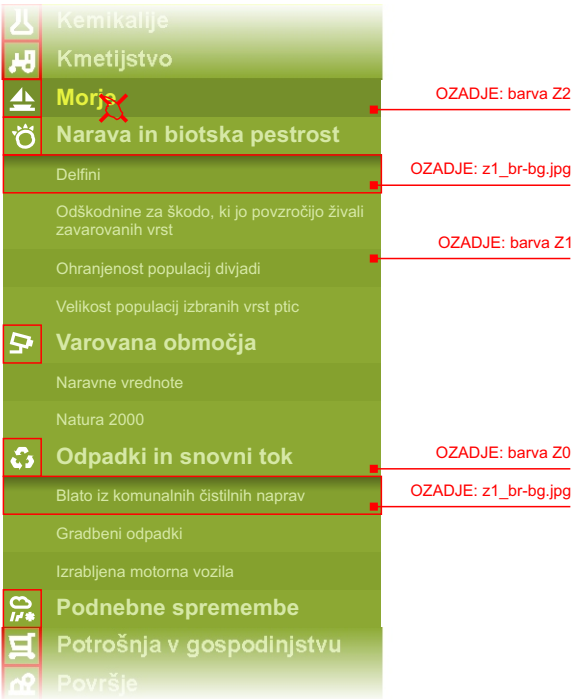 Kemikalije
Kmetijstvo
Morje
OZADJE: barva Z2
Narava in biotska pestrost
Delfini
OZADJE: z1_br-bg.jpg
Odškodnine za škodo, ki jo povzročijo živali
zavarovanih vrst
OZADJE: barva Z1
Ohranjenost populacij divjadi
Velikost populacij izbranih vrst ptic
Varovana območja
Naravne vrednote
Natura 2000
Odpadki in snovni tok
OZADJE: barva Z0
Blato iz komunalnih čistilnih naprav
OZADJE: z1_br-bg.jpg
Gradbeni odpadki
Izrabljena motorna vozila
Podnebne spremembe
Potrošnja v gospodinjstvu
Površje